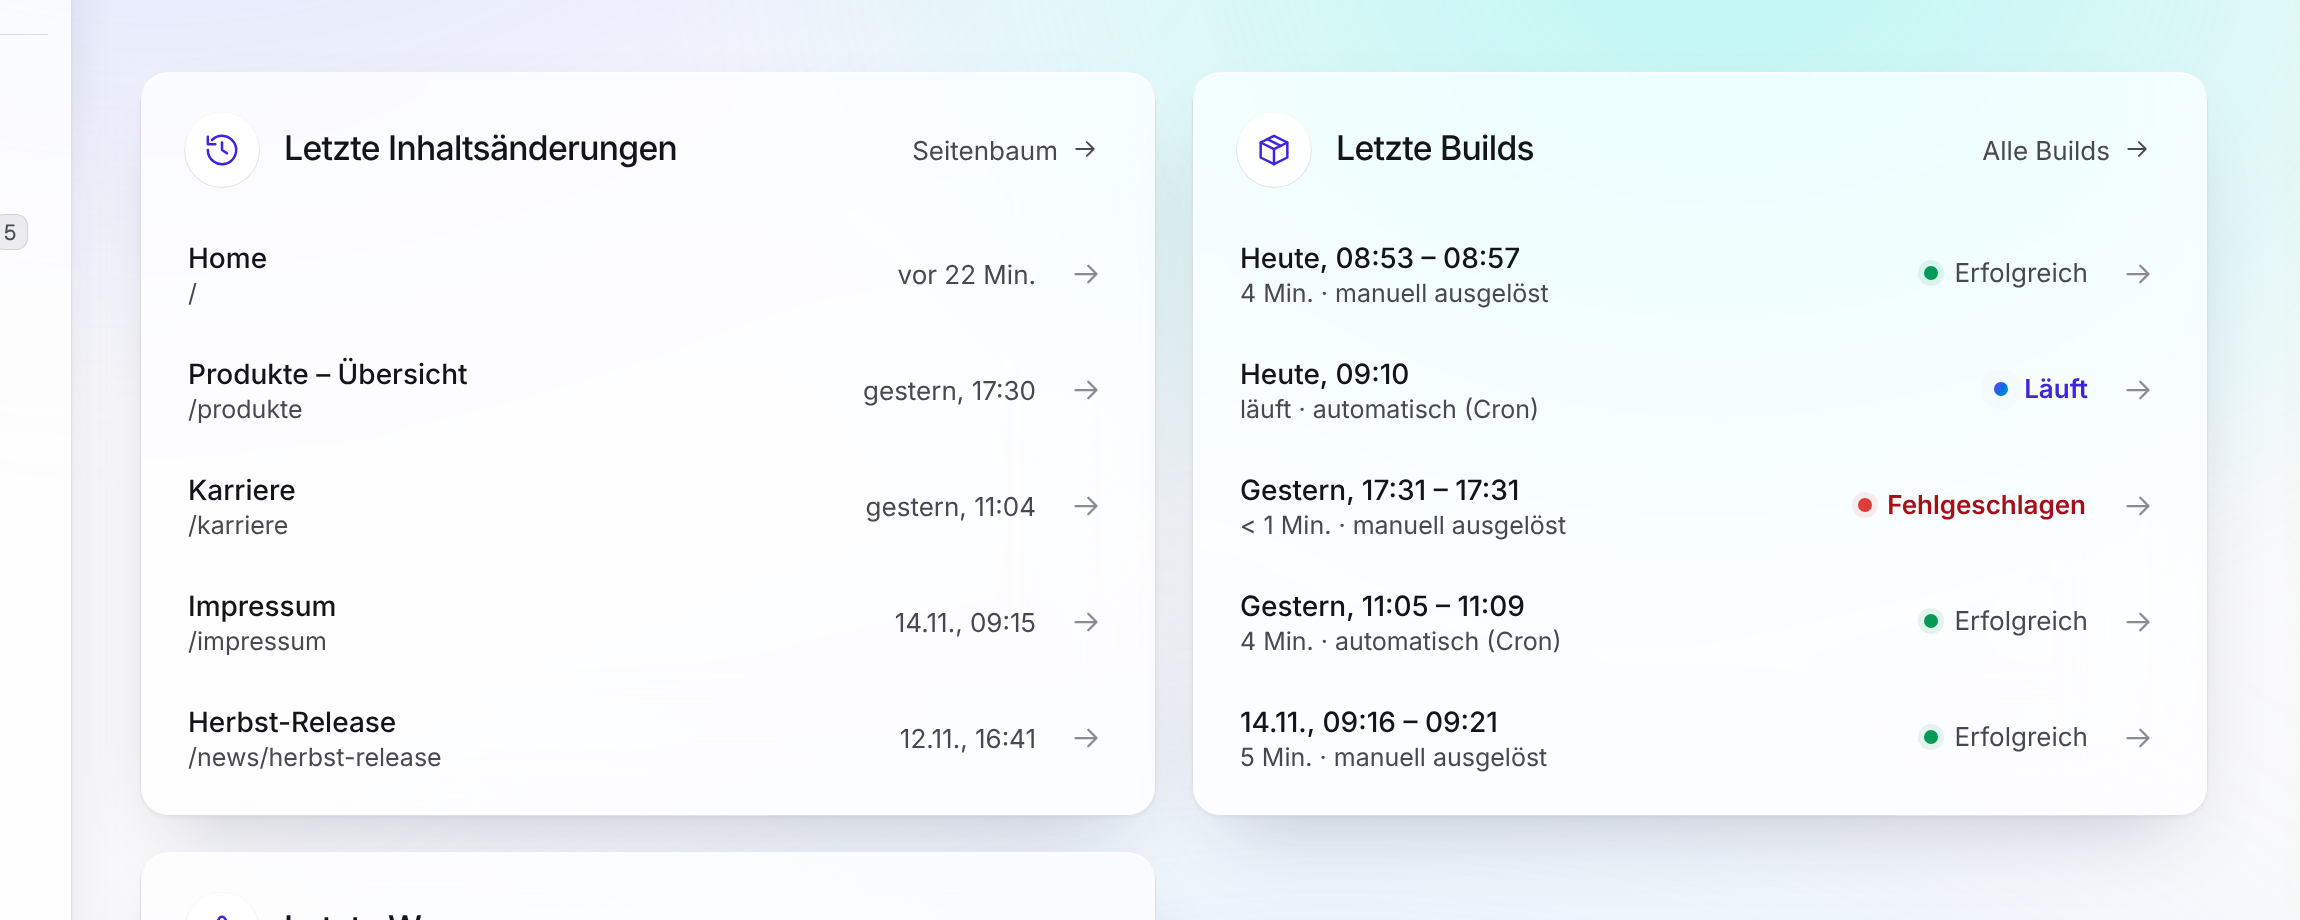 5
Letzte Inhaltsänderungen
Seitenbaum →
Home
/
vor 22 Min. →
Produkte – Übersicht
/produkte
gestern, 17:30 →
Karriere
/karriere
gestern, 11:04 →
Impressum
/impressum
14.11., 09:15 →
Herbst-Release
/news/herbst-release
12.11., 16:41 →
Letzte Builds
Alle Builds →
Heute, 08:53 – 08:57
4 Min. · manuell ausgelöst
Erfolgreich →
Heute, 09:10
läuft · automatisch (Cron)
Läuft →
Gestern, 17:31 – 17:31
< 1 Min. · manuell ausgelöst
Fehlgeschlagen →
Gestern, 11:05 – 11:09
4 Min. · automatisch (Cron)
Erfolgreich →
14.11., 09:16 – 09:21
5 Min. · manuell ausgelöst
Erfolgreich →